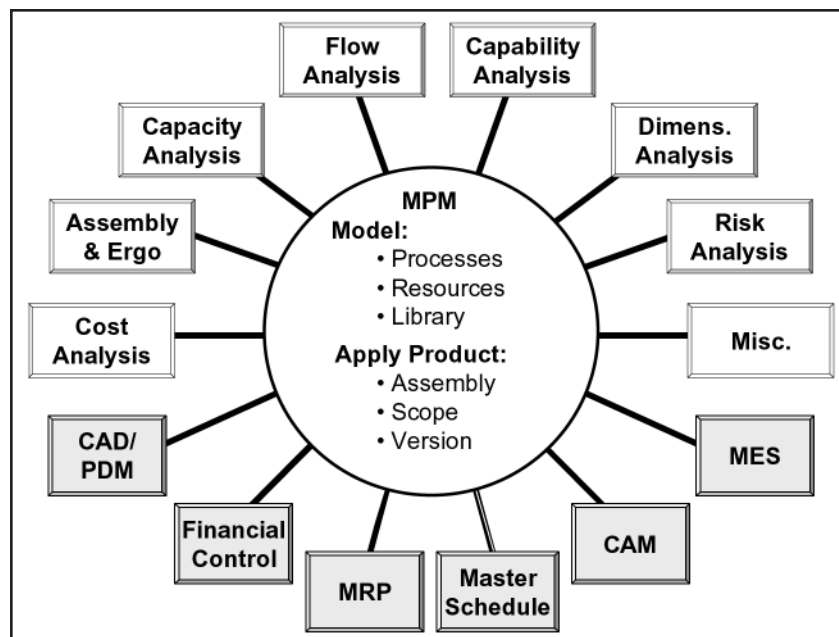 Flow
Analysis
Capability
Analysis
Capacity
Analysis
Dimens.
Analysis
Assembly
& Ergo
Risk
Analysis
Cost
Analysis
Misc.
MPM
Model:
• Processes
• Resources
• Library
Apply Product:
• Assembly
• Scope
• Version
CAD/
PDM
MES
Financial
Control
CAM
MRP
Master
Schedule